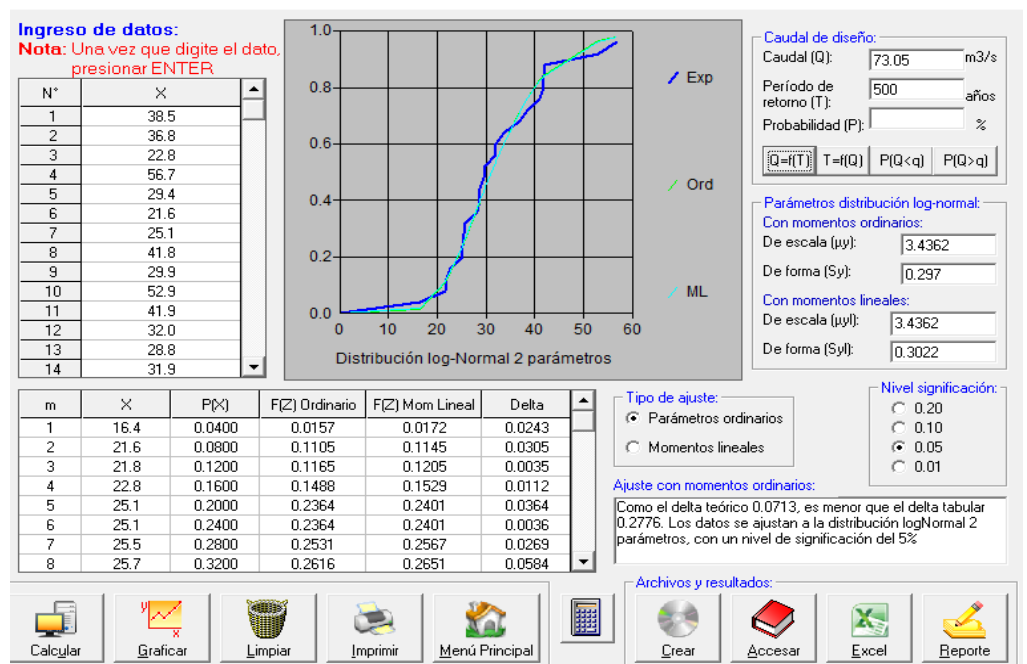 Ingreso de datos:
Nota: Una vez que digite el dato,
presionar ENTER
N° X
1 38.5
2 36.8
3 22.8
4 56.7
5 29.4
6 21.6
7 25.1
8 41.8
9 29.9
10 52.9
11 41.9
12 32.0
13 28.8
14 31.9
1.0
0.8
0.6
0.4
0.2
0.0
0 10 20 30 40 50 60
Distribución log-Normal 2 parámetros
Exp
Ord
ML
Caudal de diseño:
Caudal (Q): 73.05 m3/s
Período de
retorno (T): 500 años
Probabilidad (P): %
Q=f(T) T=f(Q) P(Q<q) P(Q>q)
Parámetros distribución log-normal:
Con momentos ordinarios:
De escala (μy): 3.4362
De forma (Sy): 0.297
Con momentos lineales:
De escala (μyl): 3.4362
De forma (Syl): 0.3022
m X P(X) F(Z) Ordinario F(Z) Mom Lineal Delta
1 16.4 0.0400 0.0157 0.0172 0.0243
2 21.6 0.0800 0.1105 0.1145 0.0305
3 21.8 0.1200 0.1165 0.1205 0.0035
4 22.8 0.1600 0.1488 0.1529 0.0112
5 25.1 0.2000 0.2364 0.2401 0.0364
6 25.1 0.2400 0.2364 0.2401 0.0036
7 25.5 0.2800 0.2531 0.2567 0.0269
8 25.7 0.3200 0.2616 0.2651 0.0584
Tipo de ajuste:
Parámetros ordinarios
Momentos lineales
Nivel significación:
0.20
0.10
0.05
0.01
Ajuste con momentos ordinarios:
Como el delta teórico 0.0713, es menor que el delta tabular
0.2776. Los datos se ajustan a la distribución logNormal 2
parámetros, con un nivel de significación del 5%
Calcular Graficar Limpiar Imprimir Menú Principal
Archivos y resultados:
Crear Accesar Excel Reporte